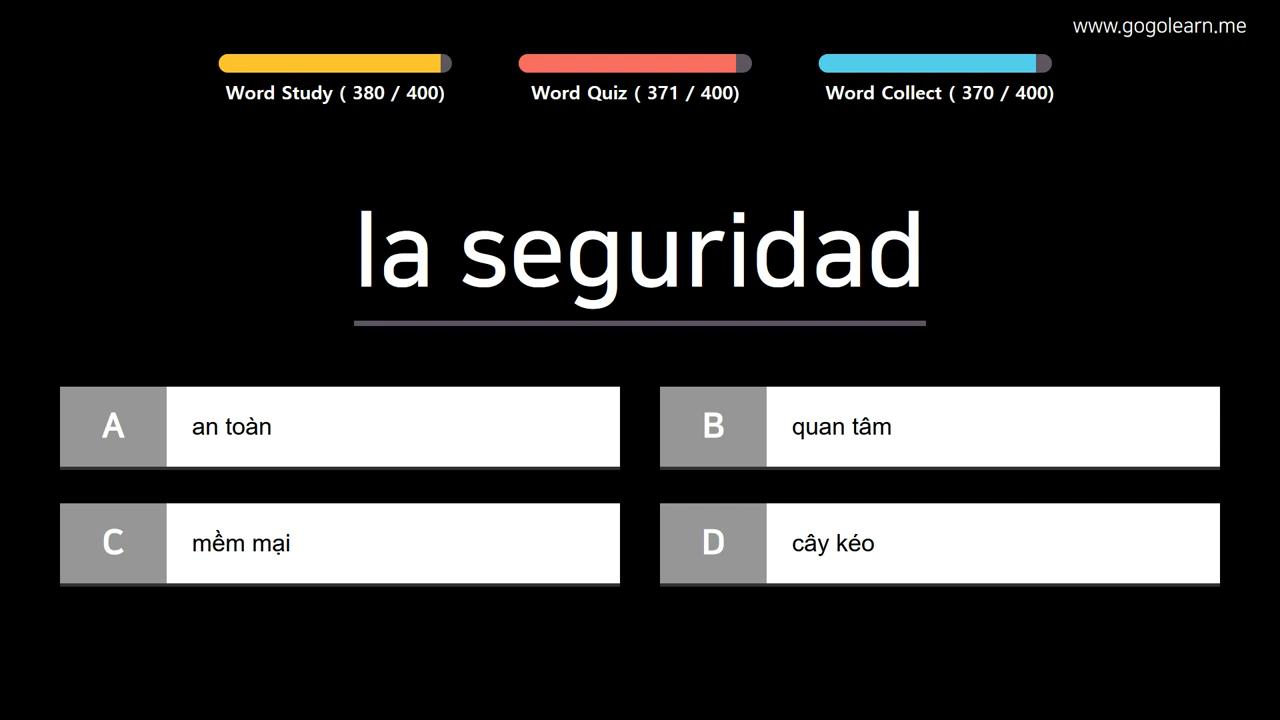 www.gogolearn.me
Word Study ( 380 / 400)
Word Quiz ( 371 / 400)
Word Collect ( 370 / 400)
la seguridad
A
an toàn
B
quan tâm
C
mềm mại
D
cây kéo